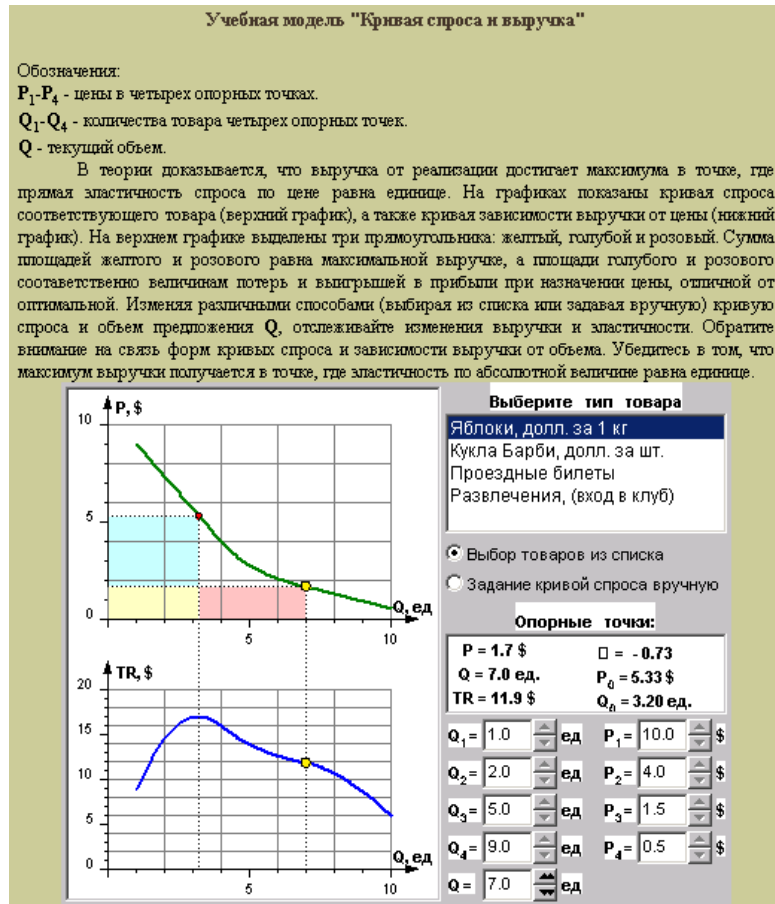 Учебная модель "Кривая спроса и выручка"
Обозначения:
P1-P4 - цены в четырех опорных точках.
Q1-Q4 - количества товара четырех опорных точек.
Q - текущий объем.
В теории доказывается, что выручка от реализации достигает максимума в точке, где
прямая эластичность спроса по цене равна единице. На графиках показаны кривая спроса
соответствующего товара (верхний график), а также кривая зависимости выручки от цены (нижний
график). На верхнем графике выделены три прямоугольника: желтый, голубой и розовый. Сумма
площадей желтого и розового равна максимальной выручке, а площади голубого и розового
соответственно величинам потерь и выигрышей в прибыли при назначении цены, отличной от
оптимальной. Изменяя различными способами (выбирая из списка или задавая вручную) кривую
спроса и объем предложения Q, отслеживайте изменения выручки и эластичности. Обратите
внимание на связь форм кривых спроса и зависимости выручки от объема. Убедитесь в том, что
максимум выручки получается в точке, где эластичность по абсолютной величине равна единице.
P, $
10
5
0
5
10
Q, ед
TR, $
20
15
10
5
0
5
10
Q, ед
Выберите тип товара
Яблоки, долл. за 1 кг
Кукла Барби, долл. за шт.
Проездные билеты
Развлечения, (вход в клуб)
Выбор товаров из списка
Задание кривой спроса вручную
Опорные точки:
P = 1.7 $ □ = - 0.73
Q = 7.0 ед. P0 = 5.33 $
TR = 11.9 $ Q0 = 3.20 ед.
Q1 = 1.0 ед P1 = 10.0 $
Q2 = 2.0 ед P2 = 4.0 $
Q3 = 5.0 ед P3 = 1.5 $
Q4 = 9.0 ед P4 = 0.5 $
Q = 7.0 ед